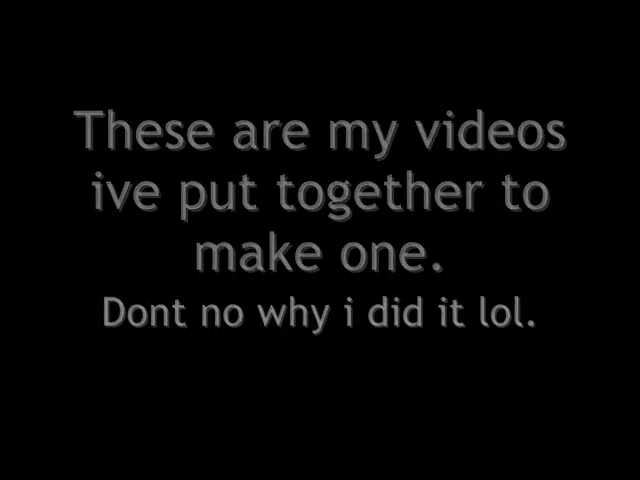 These are my videos
ive put together to
make one.
Dont no why i did it lol.